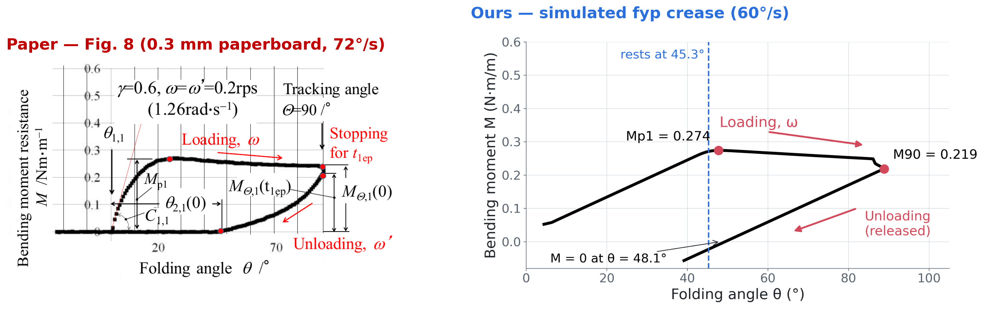 Ours — simulated fyp crease (60°/s)
Paper — Fig. 8 (0.3 mm paperboard, 72°/s)
Bending moment resistance
M /Nm·m⁻¹
0.6
0.5
0.4
0.3
0.2
0.1
0
γ=0.6, ω=ω’=0.2rps
(1.26rad·s⁻¹)
Tracking angle
Θ=90 /°
θ1,1
Loading, ω
Stopping
for t1ep
Mp1
MΘ,1(t1ep)
MΘ,1(0)
θ2,1(0)
C1,1
20
70
Unloading, ω’
Folding angle θ /°
Bending moment M (N·m/m)
0.6
0.5
0.4
0.3
0.2
0.1
0.0
rests at 45.3°
Loading, ω
Mp1 = 0.274
M90 = 0.219
Unloading
(released)
M = 0 at θ = 48.1°
0
20
40
60
80
100
Folding angle θ (°)